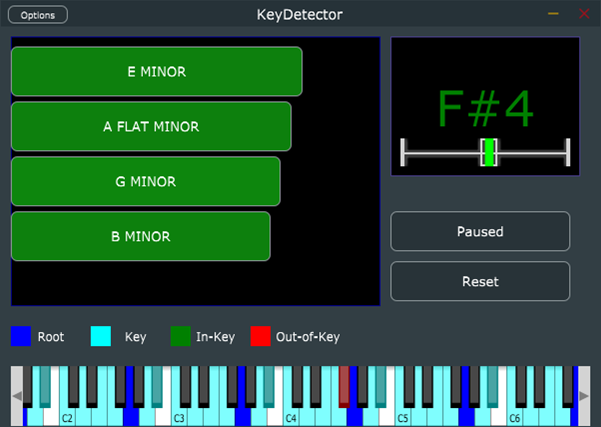 Options
KeyDetector
E MINOR
A FLAT MINOR
G MINOR
B MINOR
F#4
Paused
Reset
Root
Key
In-Key
Out-of-Key
C2
C3
C4
C5
C6